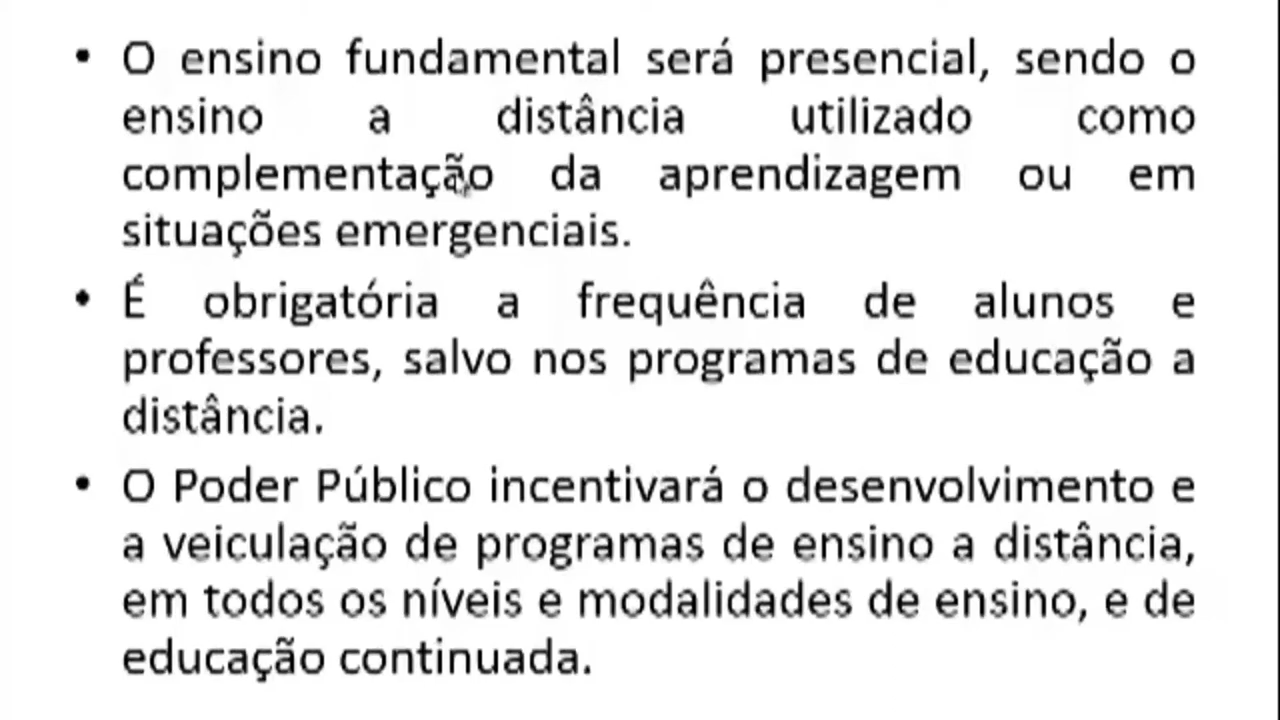 • O ensino fundamental será presencial, sendo o
ensino a distância utilizado como
complementação da aprendizagem ou em
situações emergenciais.
• É obrigatória a frequência de alunos e
professores, salvo nos programas de educação a
distância.
• O Poder Público incentivará o desenvolvimento e
a veiculação de programas de ensino a distância,
em todos os níveis e modalidades de ensino, e de
educação continuada.